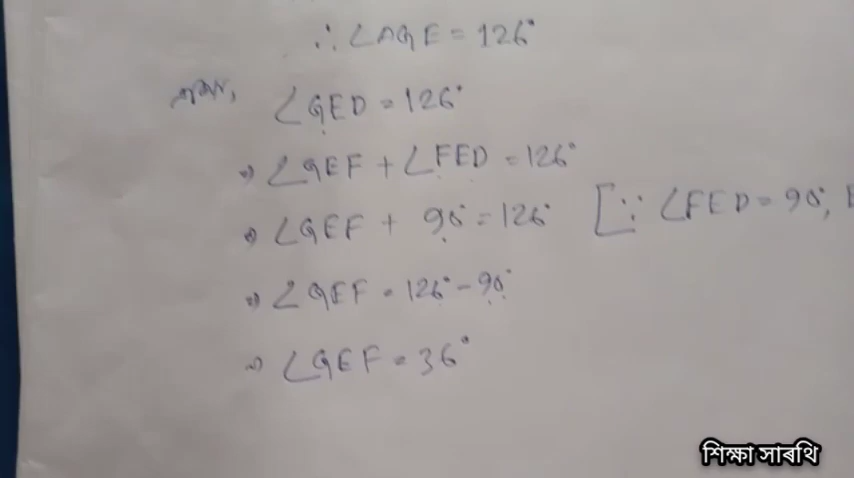 ∴ ∠AGE = 126°
∠GED = 126°
⇒ ∠GEF + ∠FED = 126°
⇒ ∠GEF + 90° = 126° [∵ ∠FED = 90°,
⇒ ∠GEF = 126° - 90°
⇒ ∠GEF = 36°
শিক্ষা সাৰথি